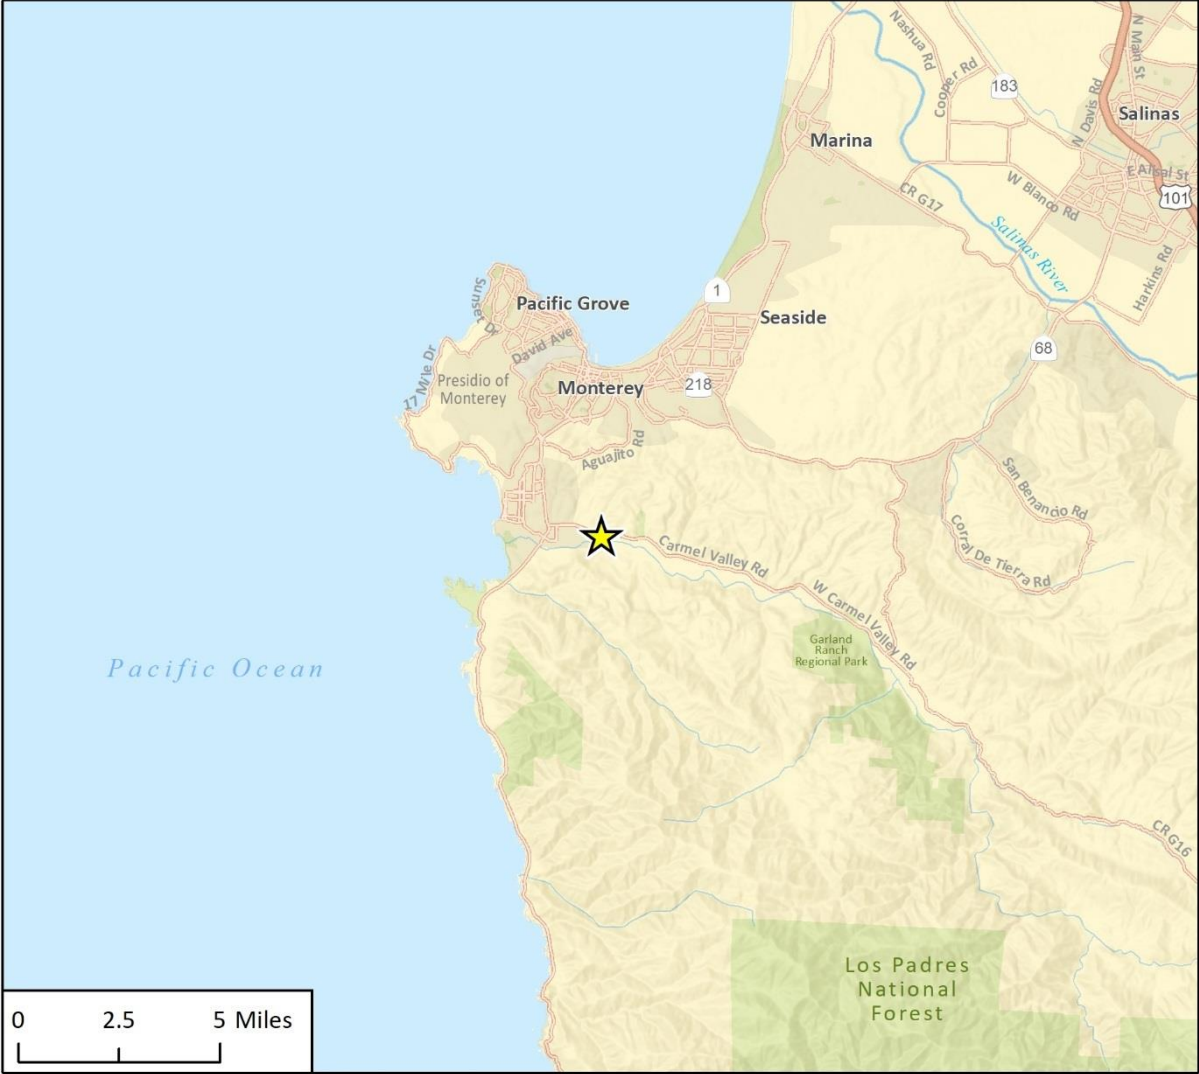 Nashua Rd
Cooper Rd
183
N Davis Rd
N Main St
Salinas
Marina
E Alisal St
101
CR G17
W Blanco Rd
Salinas River
Harkins Rd
1
Sunset Dr
Pacific Grove
Seaside
David Ave
68
17 Mile Dr
Presidio of
Monterey
Monterey
218
Aguajito Rd
San Benancio Rd
Corral De Tierra Rd
Carmel Valley Rd
W Carmel Valley Rd
Garland
Ranch
Regional Park
Pacific Ocean
CR G16
Los Padres
National
Forest
0 2.5 5 Miles